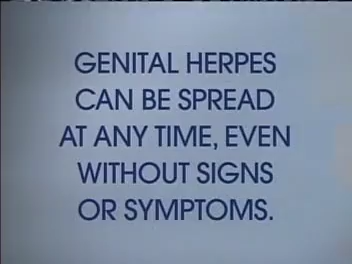 GENITAL HERPES
CAN BE SPREAD
AT ANY TIME, EVEN
WITHOUT SIGNS
OR SYMPTOMS.